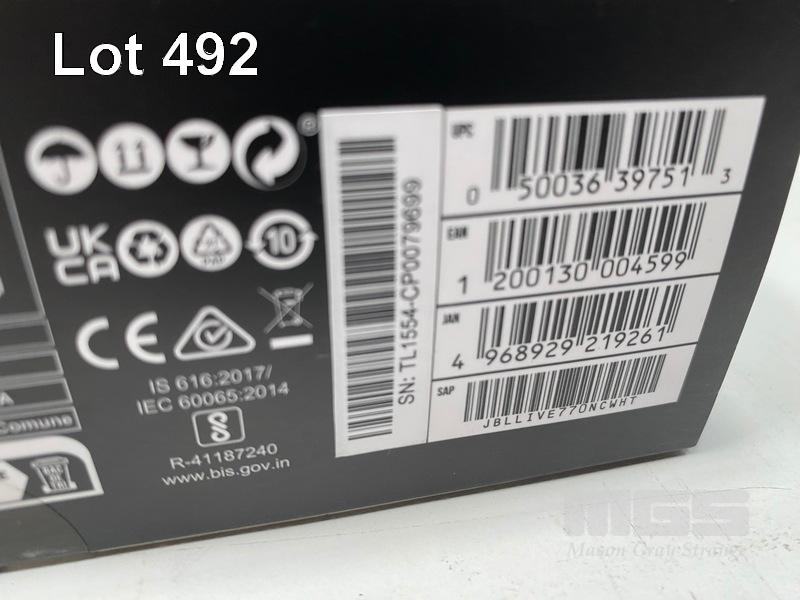 Lot 492
®
UK
CA
10
CE
IS 616:2017/
IEC 60065:2014
R-41187240
www.bis.gov.in
A
Comune
SN: TL1554-CP0079699
UPC
0 50036 39751 3
EAN
1 200130 004599
JAN
4 968929 219261
SAP
JBLLIVE770NCWHT
MGS
Mason Gray Strange